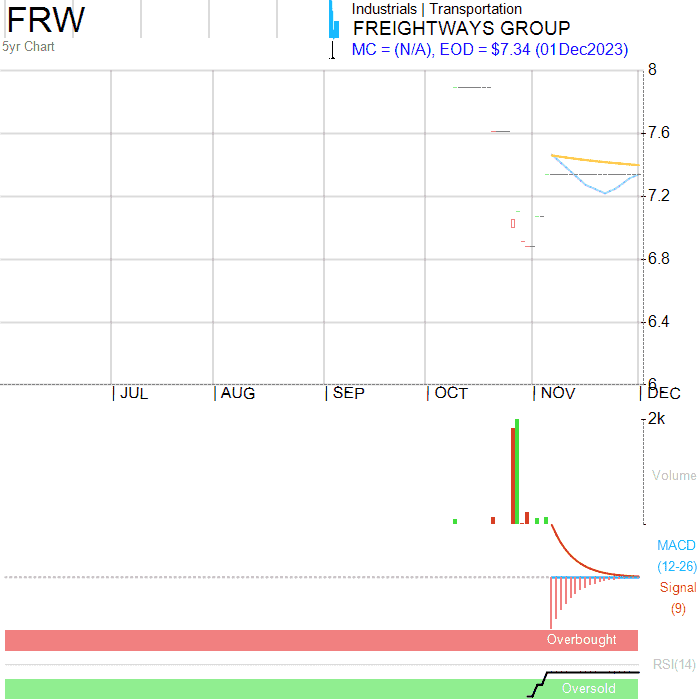 FRW
Industrials | Transportation
FREIGHTWAYS GROUP
5yr Chart
MC = (N/A), EOD = $7.34 (01Dec2023)
8
7.6
7.2
6.8
6.4
6
| JUL | AUG | SEP | OCT | NOV | DEC
2k
Volume
MACD
(12-26)
Signal
(9)
Overbought
RSI(14)
Oversold